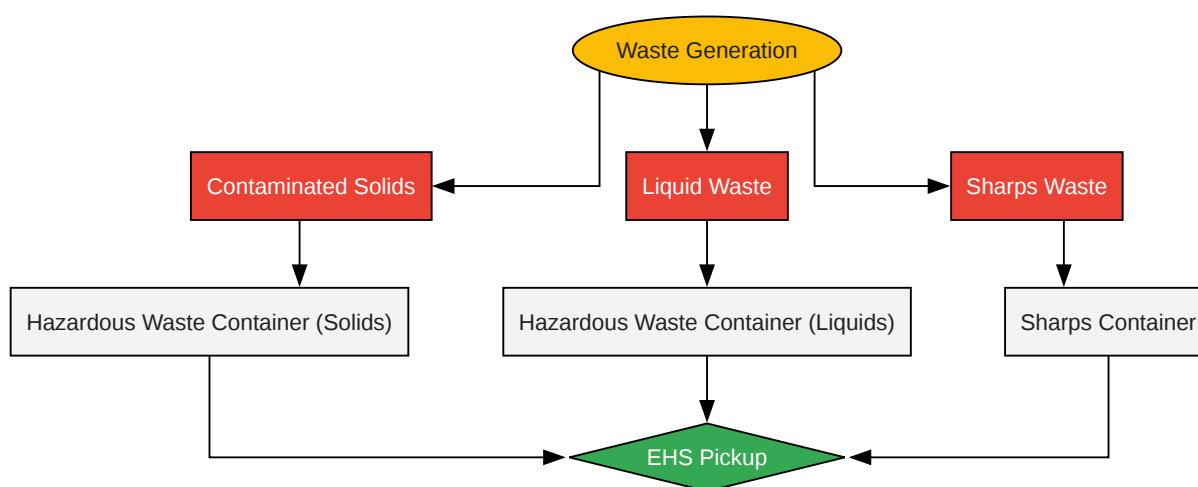 Waste Generation
Contaminated Solids
Liquid Waste
Sharps Waste
Hazardous Waste Container (Solids)
Hazardous Waste Container (Liquids)
Sharps Container
EHS Pickup